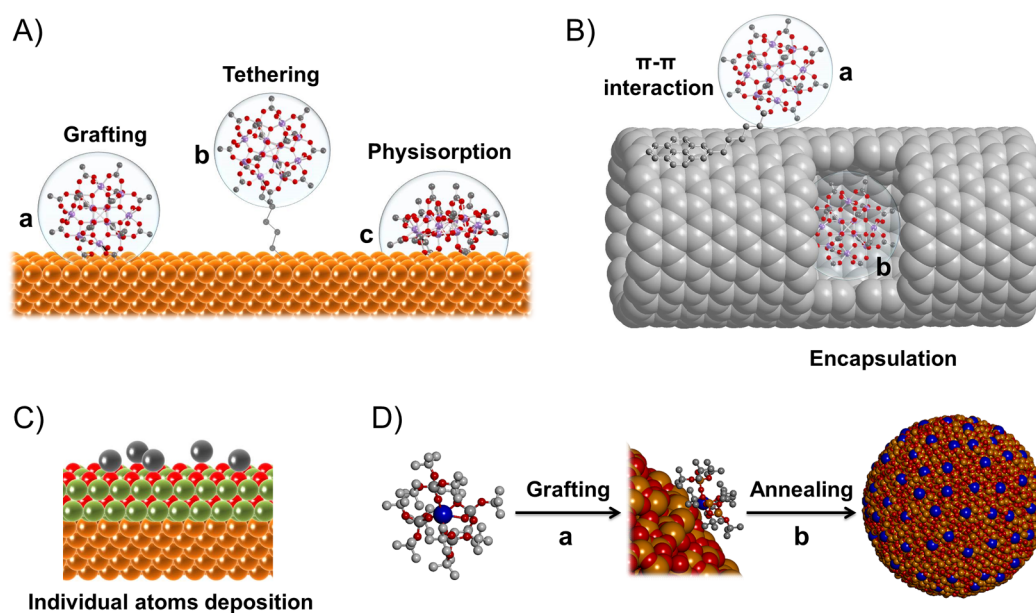 A)
Grafting
a
Tethering
b
Physisorption
c
B)
π-π
interaction
a
b
Encapsulation
C)
Individual atoms deposition
D)
Grafting
a
Annealing
b